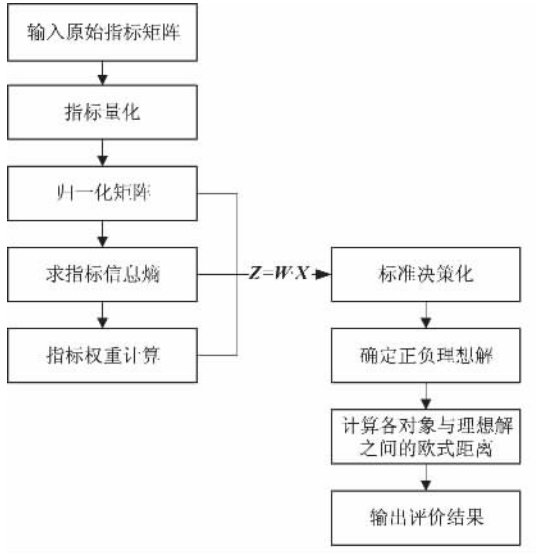 输入原始指标矩阵
指标量化
归一化矩阵
求指标信息熵
指标权重计算
Z=W·X
标准决策化
确定正负理想解
计算各对象与理想解
之间的欧式距离
输出评价结果